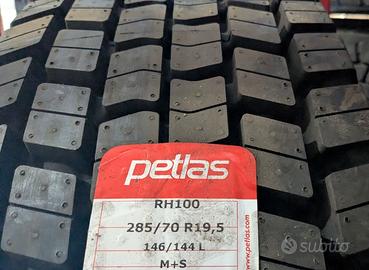 petlas
RH100
285/70 R19,5
146/144 L
M+S
subito